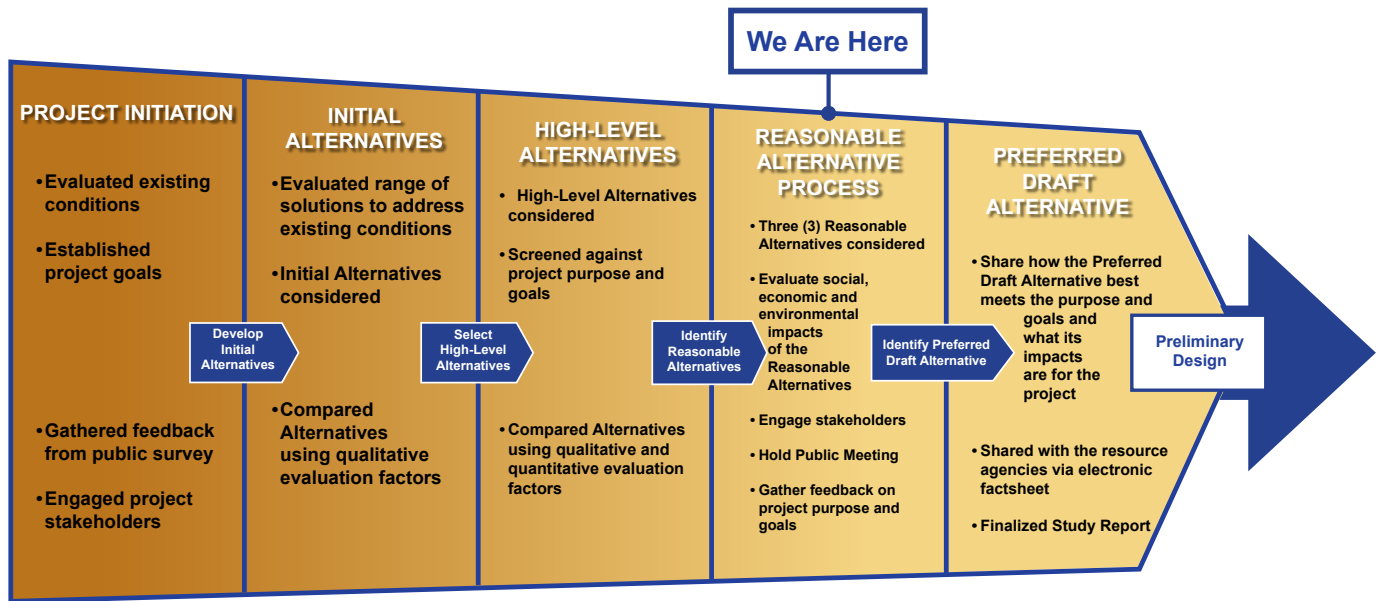 We Are Here
PROJECT INITIATION
•Evaluated existing
conditions
•Established
project goals
•Gathered feedback
from public survey
•Engaged project
stakeholders
Develop
Initial
Alternatives
INITIAL
ALTERNATIVES
•Evaluated range of
solutions to address
existing conditions
•Initial Alternatives
considered
•Compared
Alternatives
using qualitative
evaluation factors
Select
High-Level
Alternatives
HIGH-LEVEL
ALTERNATIVES
• High-Level Alternatives
considered
• Screened against
project purpose and
goals
• Compared Alternatives
using qualitative and
quantitative evaluation
factors
Identify
Reasonable
Alternatives
REASONABLE
ALTERNATIVE
PROCESS
• Three (3) Reasonable
Alternatives considered
• Evaluate social,
economic and
environmental
impacts
of the
Reasonable
Alternatives
• Engage stakeholders
• Hold Public Meeting
• Gather feedback on
project purpose and
goals
Identify Preferred
Draft Alternative
PREFERRED
DRAFT
ALTERNATIVE
• Share how the Preferred
Draft Alternative best
meets the purpose and
goals and
what its
impacts
are for the
project
• Shared with the resource
agencies via electronic
factsheet
• Finalized Study Report
Preliminary
Design